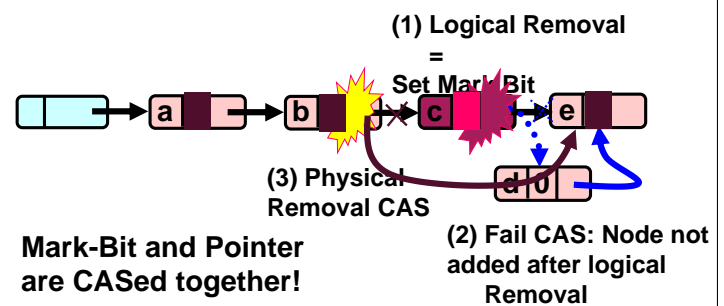 (1) Logical Removal
=
Set Mark Bit
a
b
c
e
d 0
(3) Physical
Removal CAS
(2) Fail CAS: Node not
added after logical
Removal
Mark-Bit and Pointer
are CASed together!